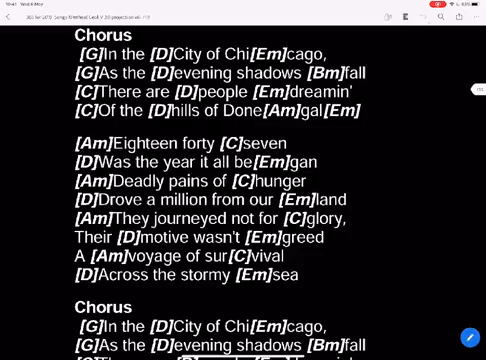 Chorus
[G]In the [D]City of Chi[Em]cago,
[G]As the [D]evening shadows [Bm]fall
[C]There are [D]people [Em]dreamin'
[C]Of the [D]hills of Done[Am]gal[Em]
[Am]Eighteen forty [C]seven
[D]Was the year it all be[Em]gan
[Am]Deadly pains of [C]hunger
[D]Drove a million from our [Em]land
[Am]They journeyed not for [C]glory,
Their [D]motive wasn't [Em]greed
A [Am]voyage of sur[C]vival
[D]Across the stormy [Em]sea
Chorus
[G]In the [D]City of Chi[Em]cago,
[G]As the [D]evening shadows [Bm]fall